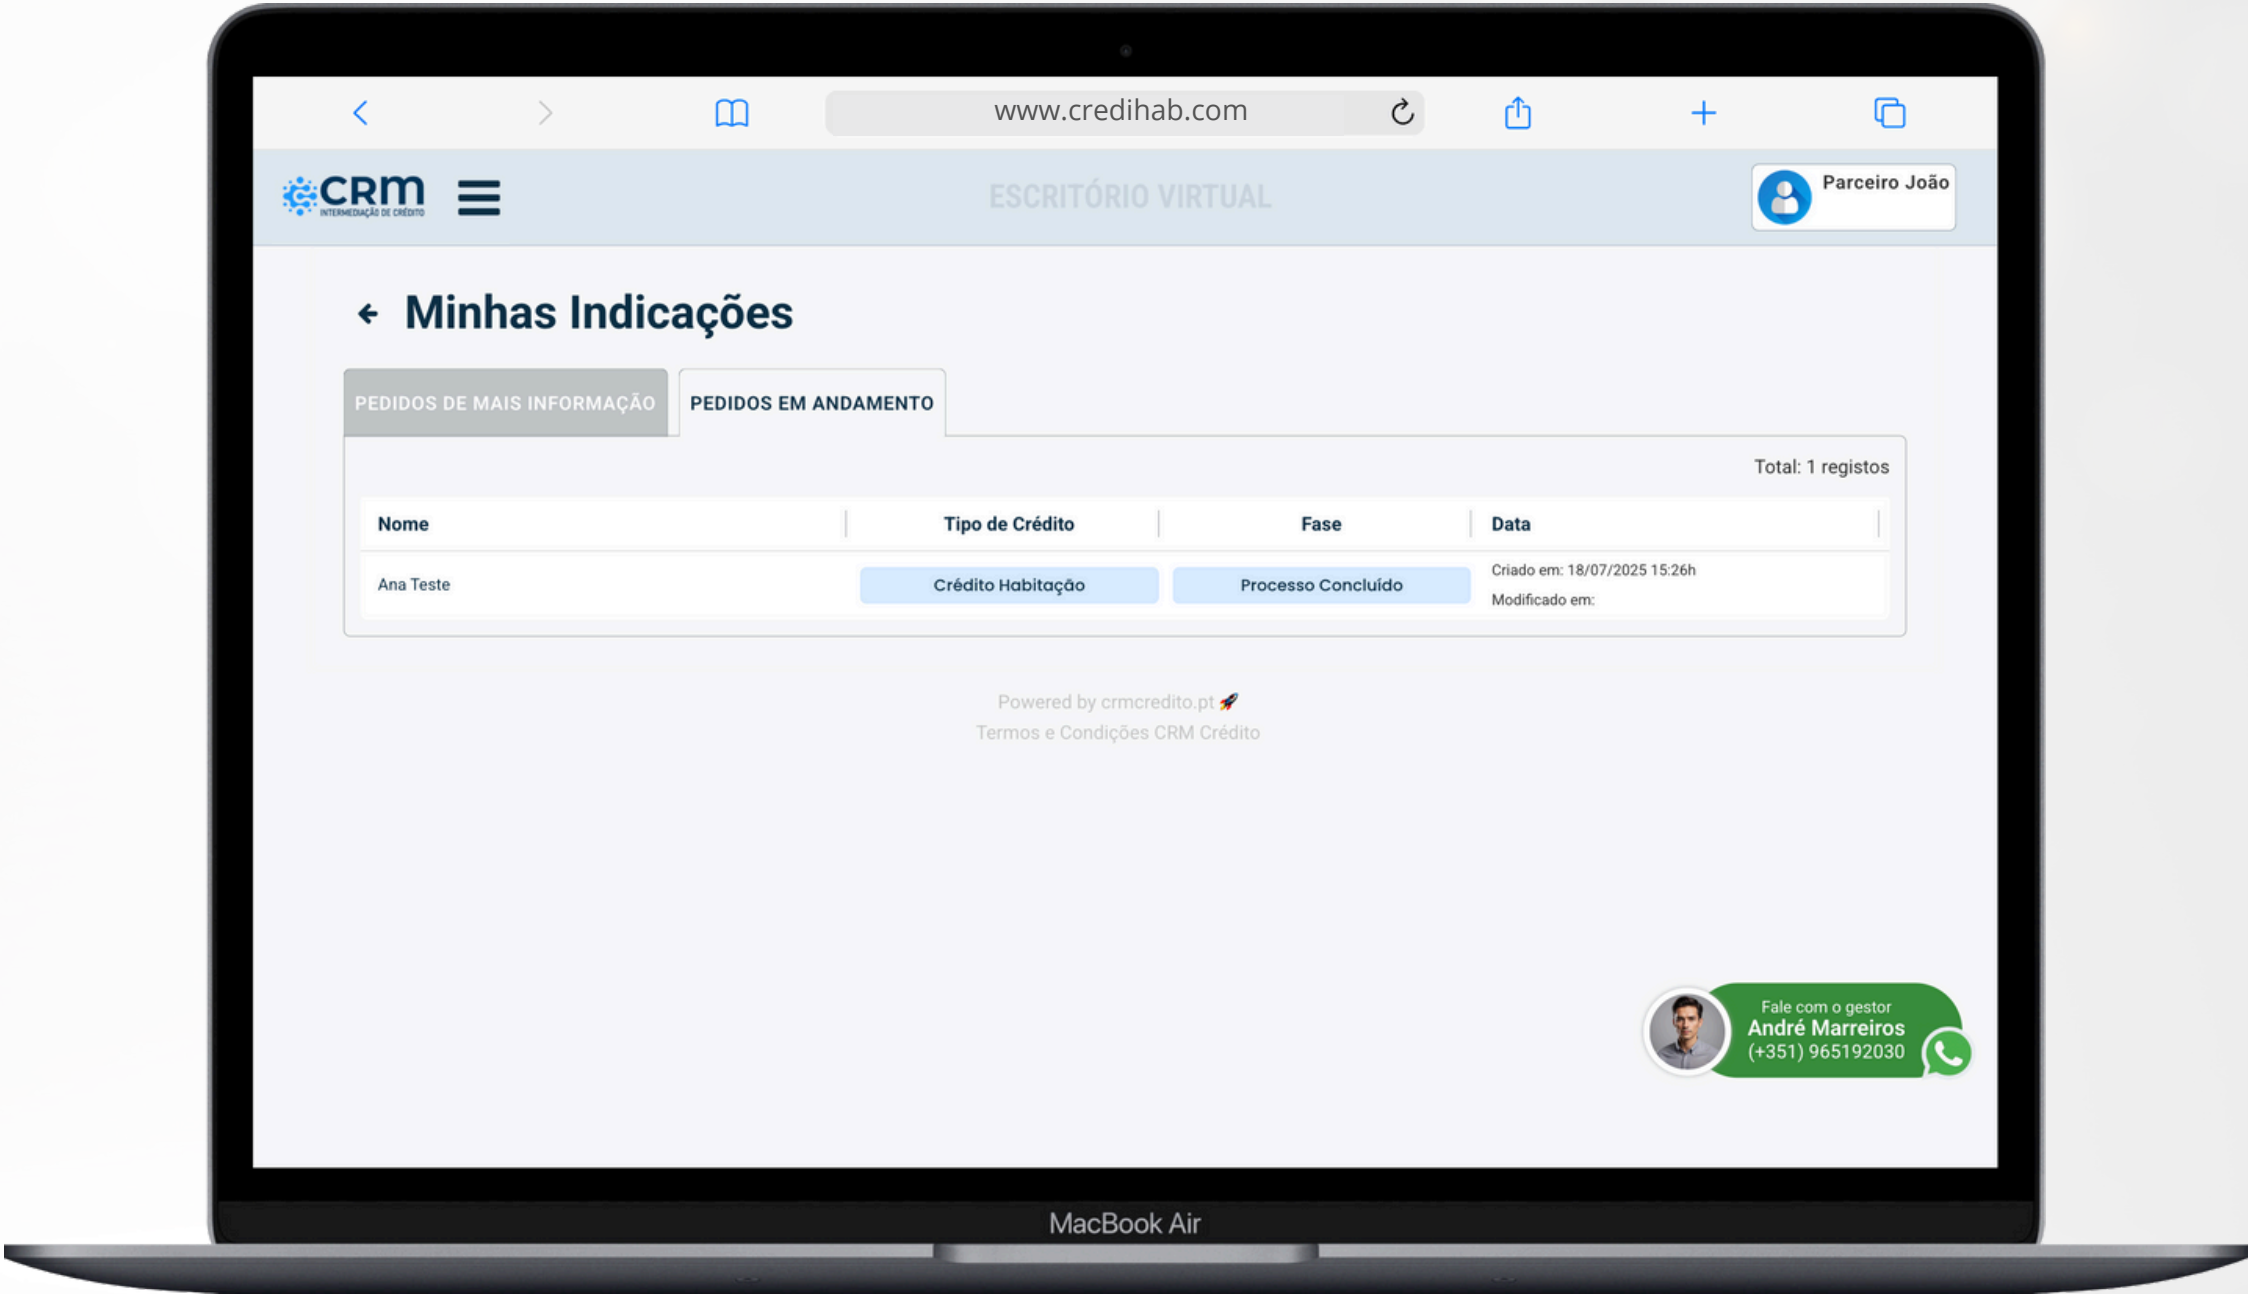 www.credihab.com
CRM
INTERMEDIAÇÃO DE CRÉDITO
ESCRITÓRIO VIRTUAL
Parceiro João
Minhas Indicações
PEDIDOS DE MAIS INFORMAÇÃO
PEDIDOS EM ANDAMENTO
Total: 1 registos
Nome
Tipo de Crédito
Fase
Data
Ana Teste
Crédito Habitação
Processo Concluído
Criado em: 18/07/2025 15:26h
Modificado em:
Powered by crmcredito.pt 🚀
Termos e Condições CRM Crédito
Fale com o gestor
André Marreiros
(+351) 965192030
MacBook Air